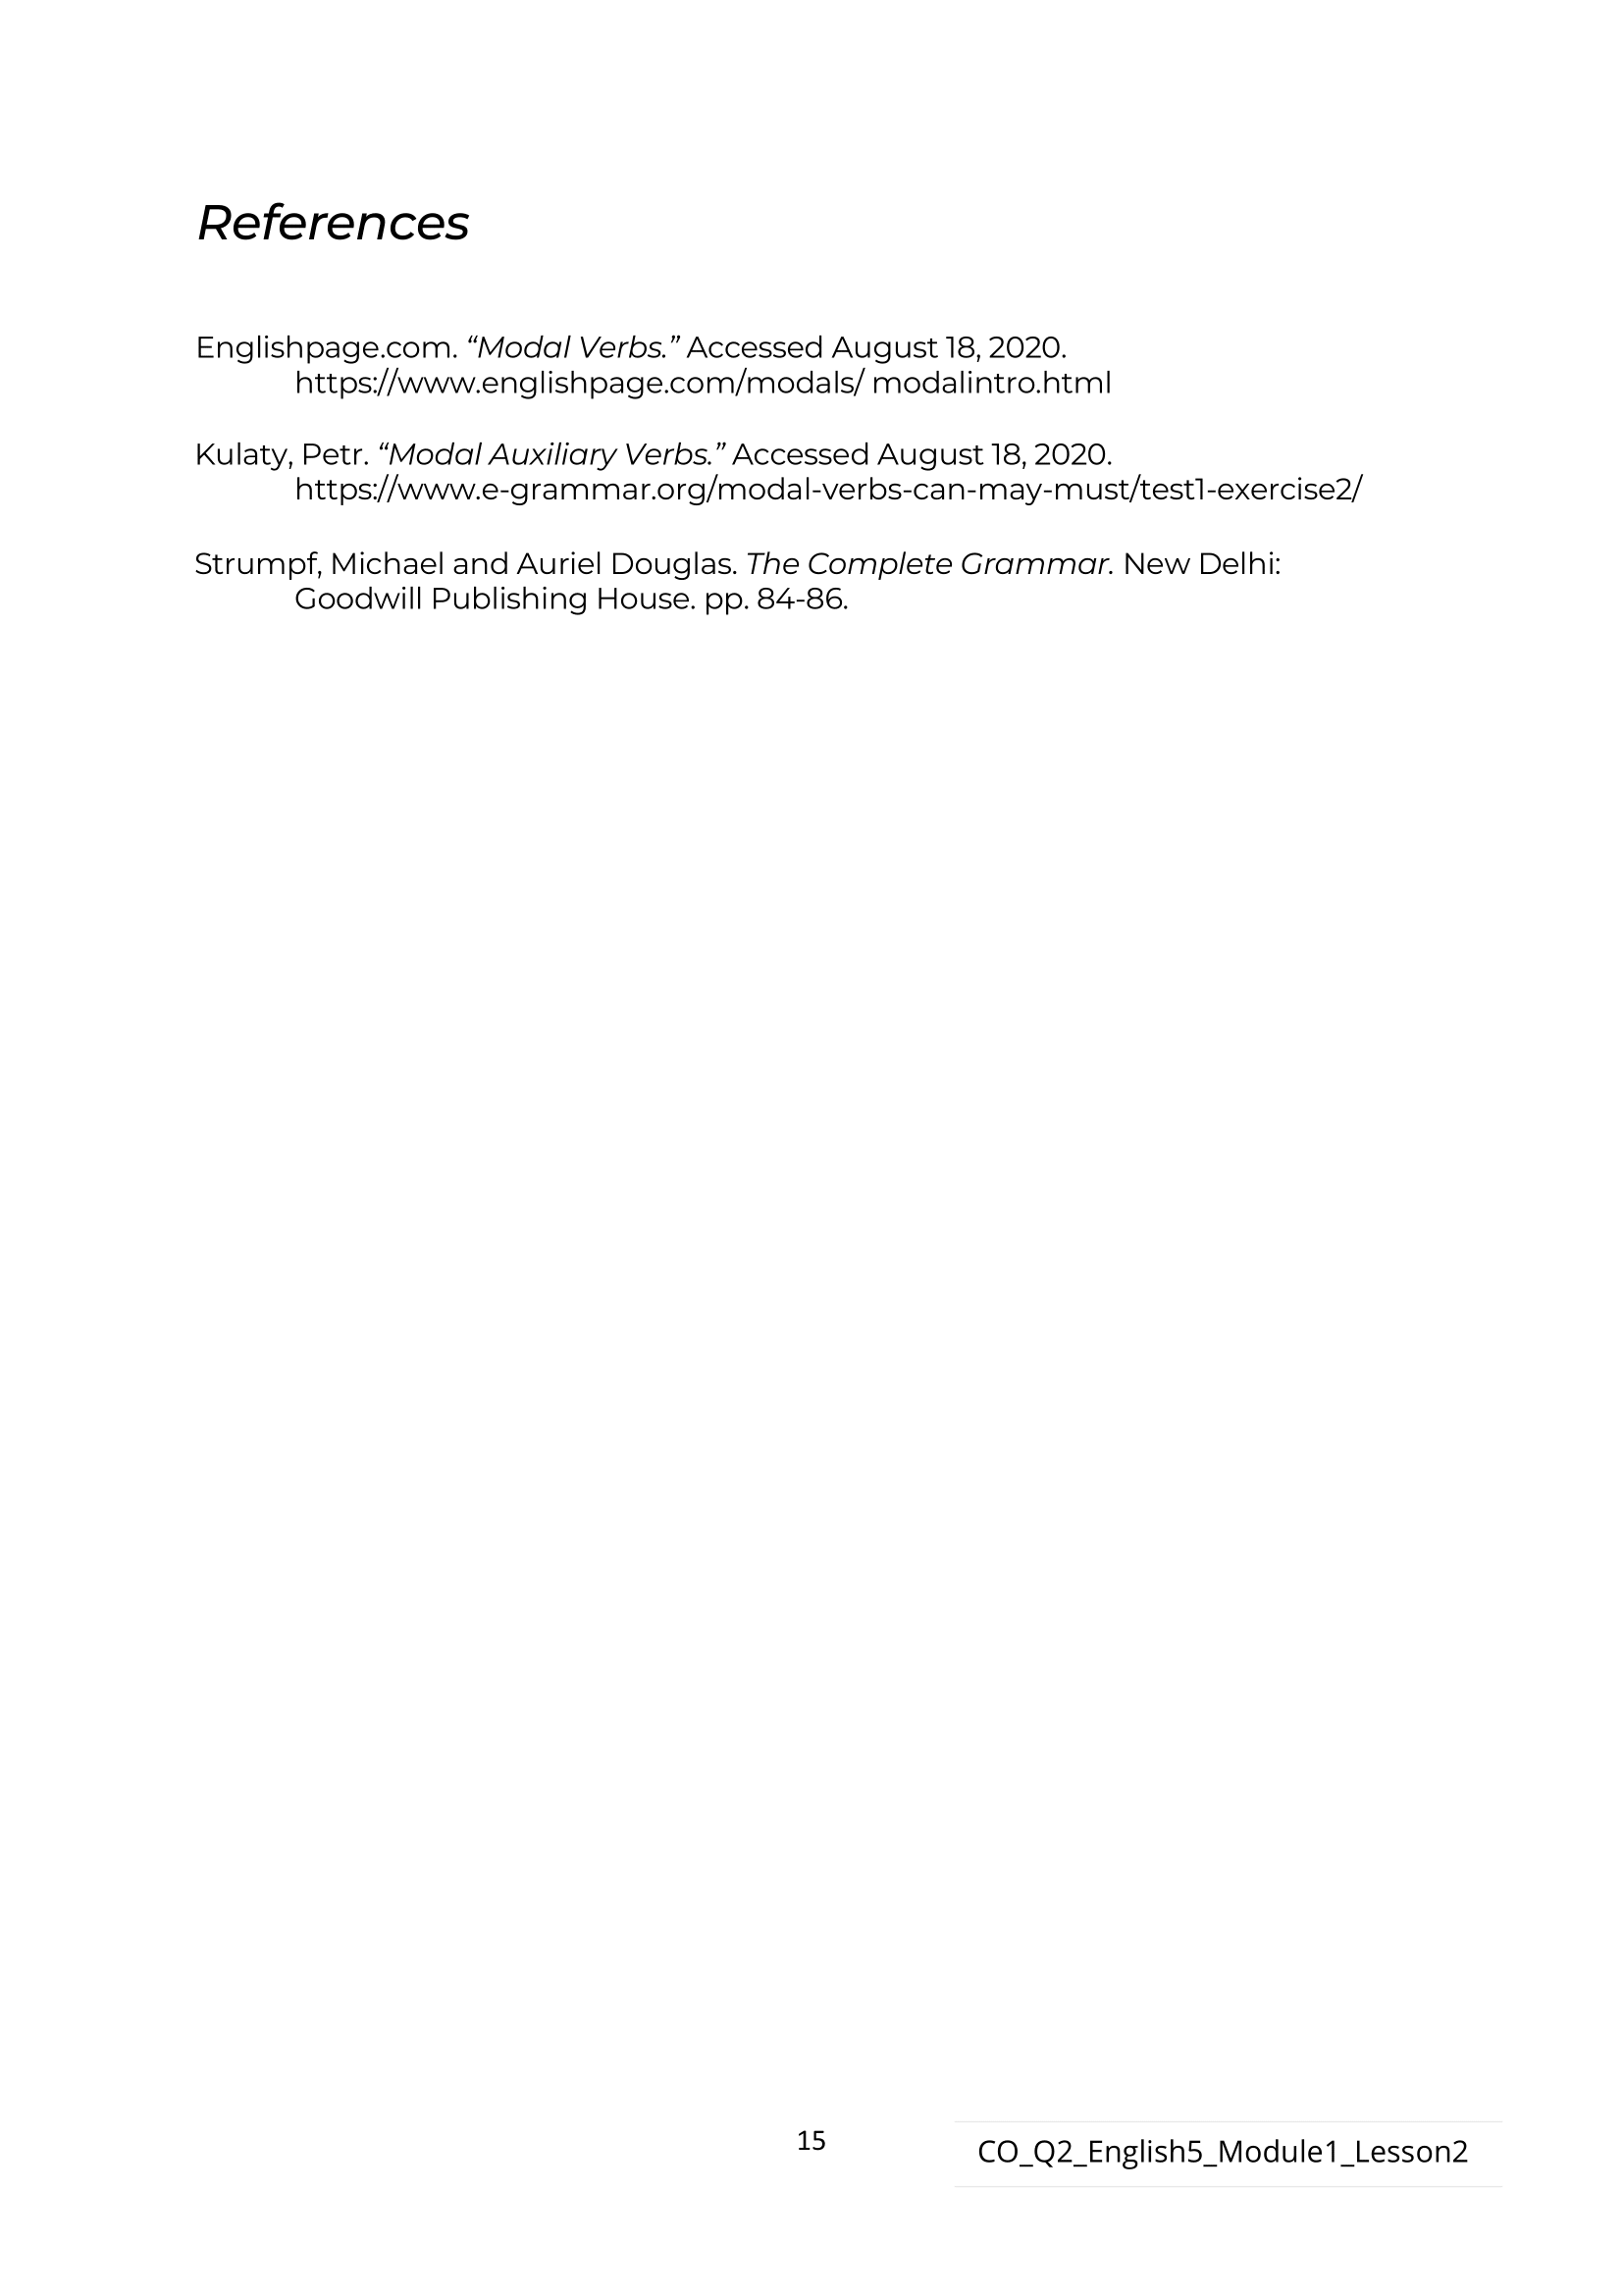 References
Englishpage.com. “Modal Verbs.” Accessed August 18, 2020.
https://www.englishpage.com/modals/ modalintro.html
Kulaty, Petr. “Modal Auxiliary Verbs.” Accessed August 18, 2020.
https://www.e-grammar.org/modal-verbs-can-may-must/test1-exercise2/
Strumpf, Michael and Auriel Douglas. The Complete Grammar. New Delhi:
Goodwill Publishing House. pp. 84-86.
15
CO_Q2_English5_Module1_Lesson2